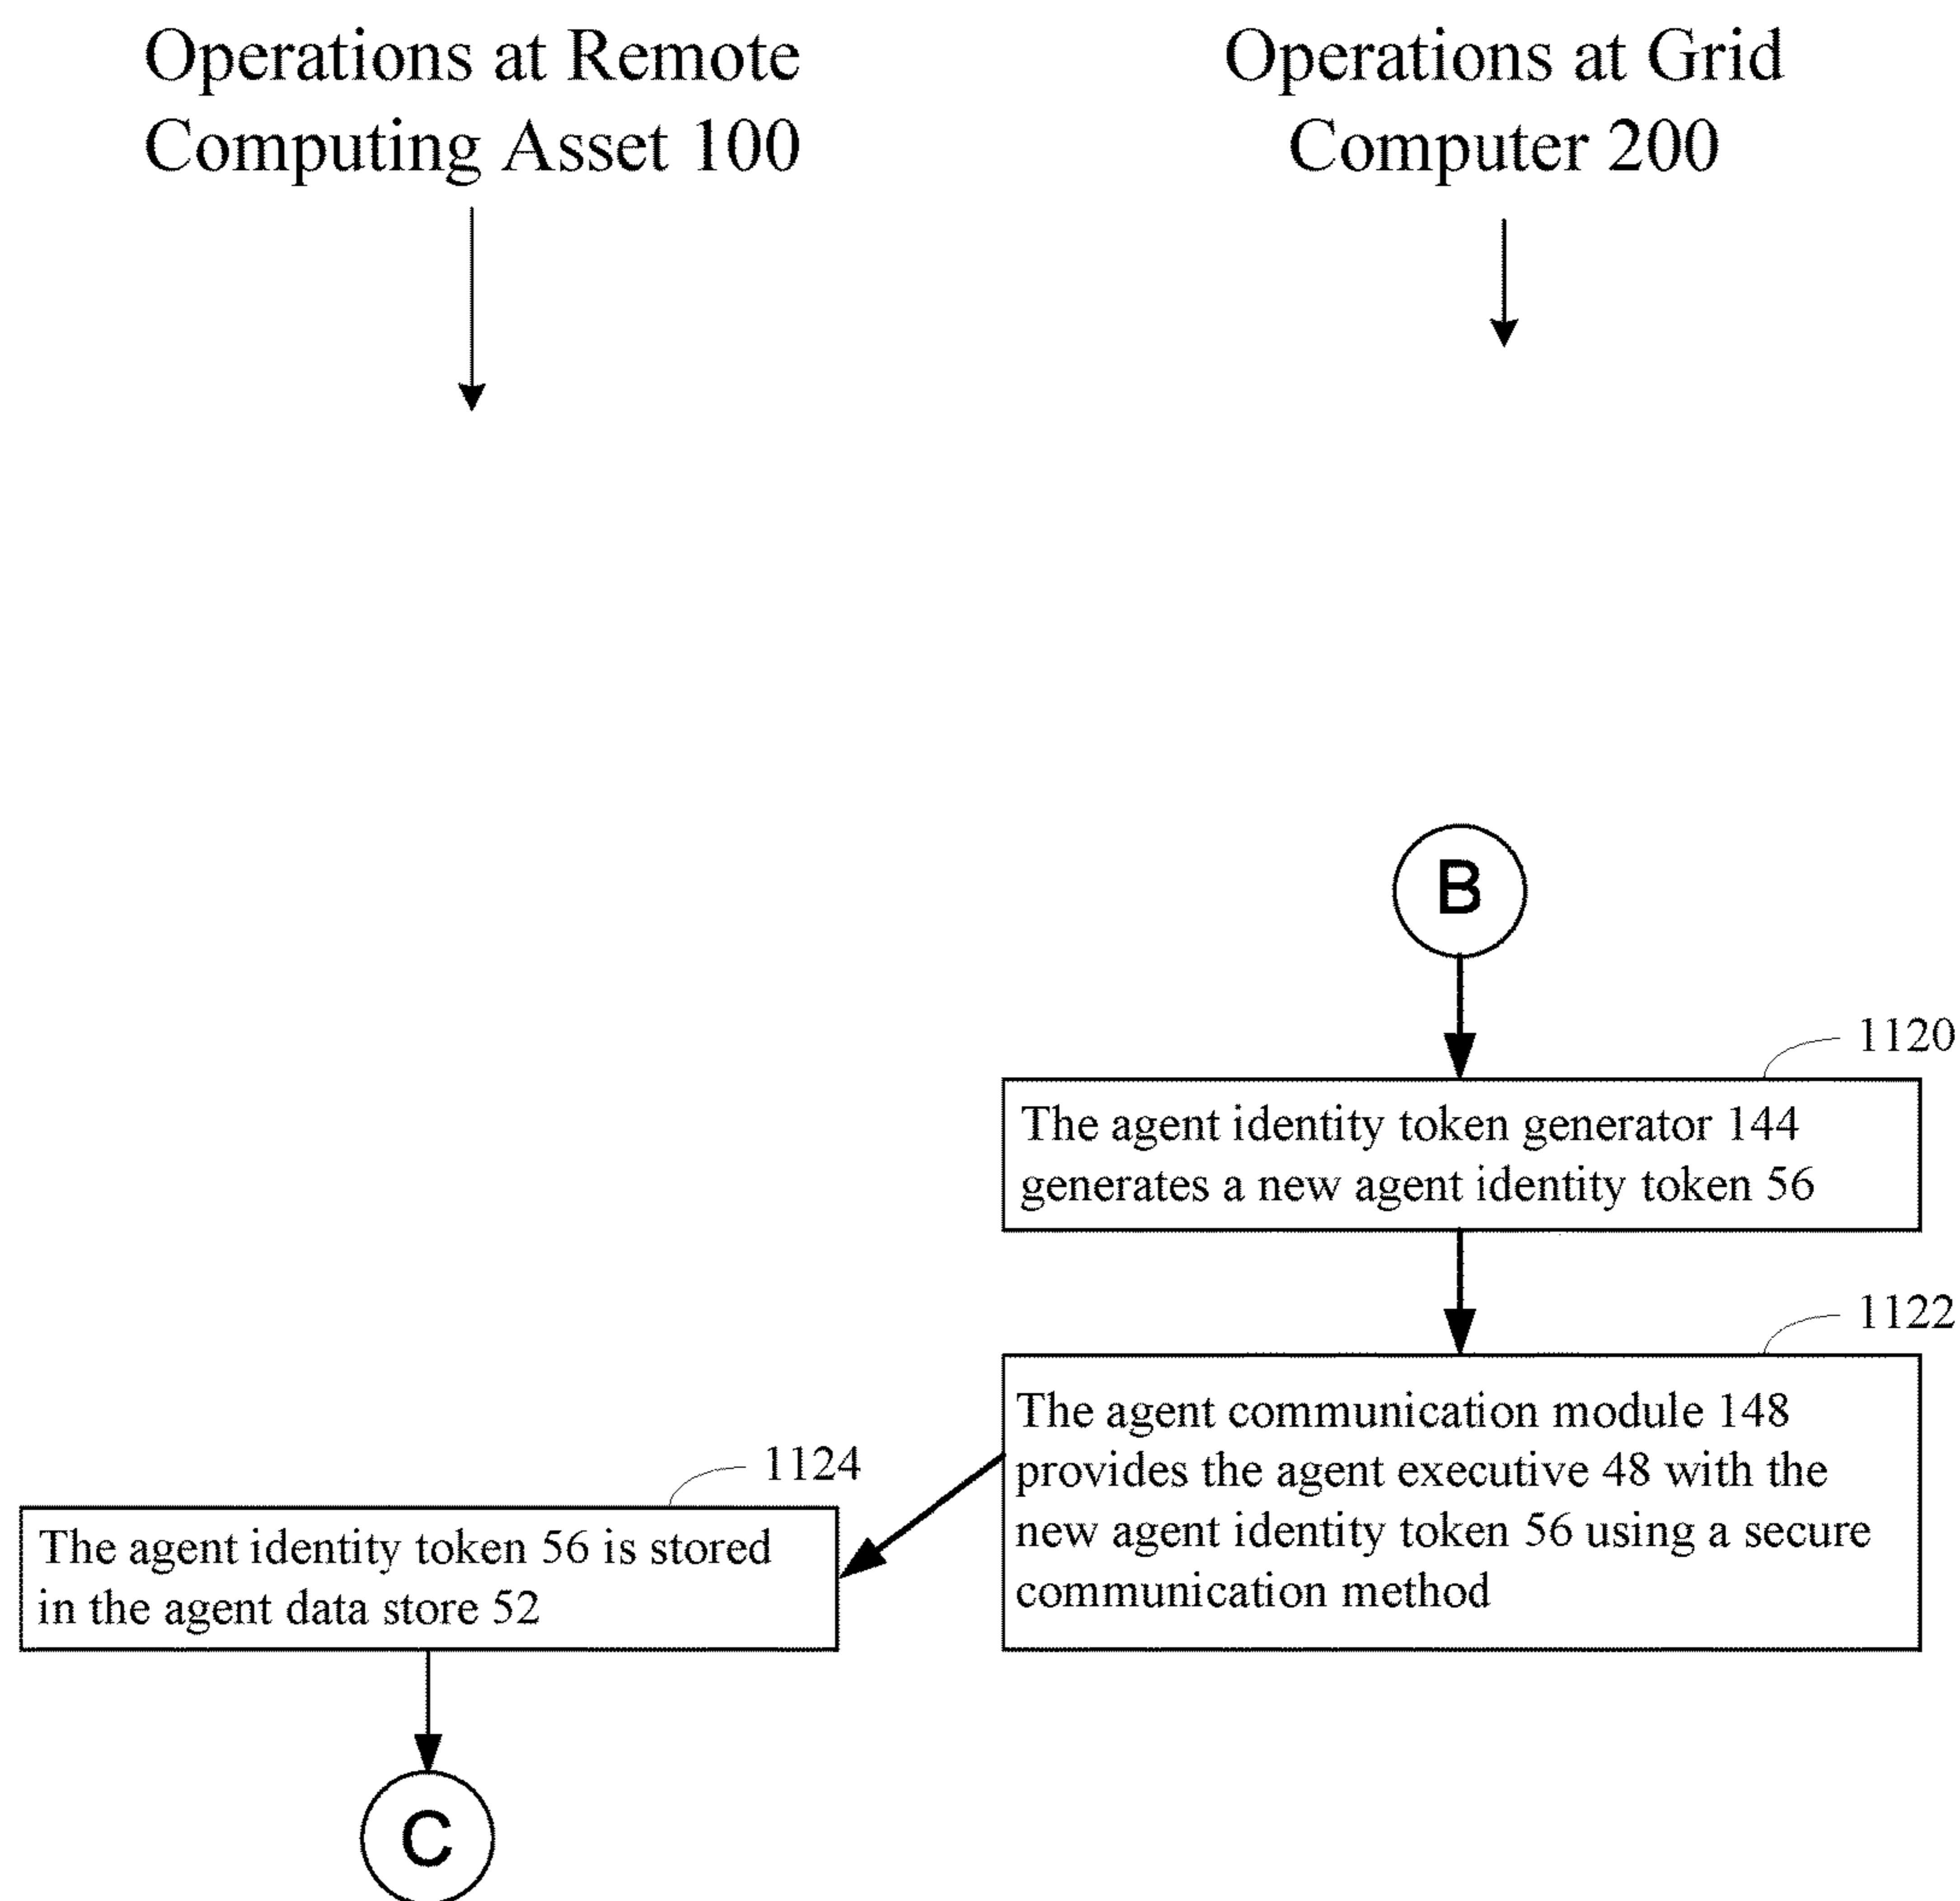 Operations at Remote
Computing Asset 100
Operations at Grid
Computer 200
B
1120
The agent identity token generator 144
generates a new agent identity token 56
1122
The agent communication module 148
provides the agent executive 48 with the
new agent identity token 56 using a secure
communication method
1124
The agent identity token 56 is stored
in the agent data store 52
C